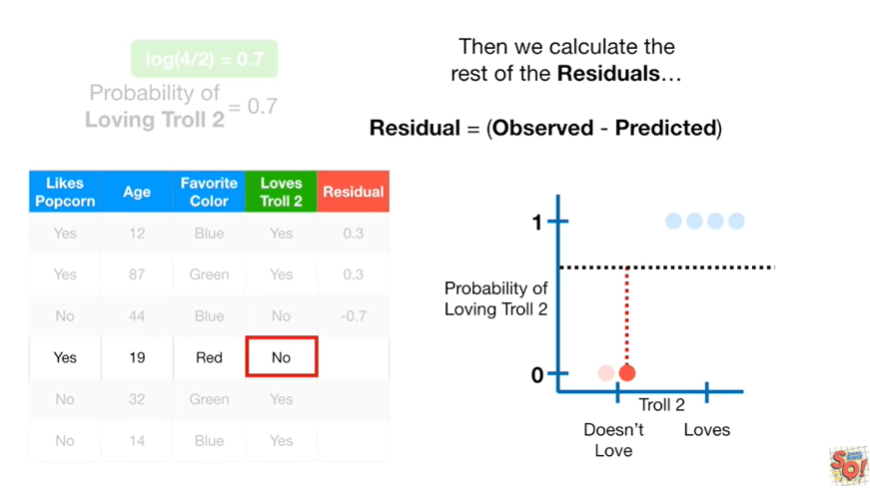 log(4/2) = 0.7
Probability of
Loving Troll 2 = 0.7
Then we calculate the
rest of the Residuals…
Residual = (Observed - Predicted)
Likes Popcorn Age Favorite Color Loves Troll 2 Residual
Yes 12 Blue Yes 0.3
Yes 87 Green Yes 0.3
No 44 Blue No -0.7
Yes 19 Red No
No 32 Green Yes
No 14 Blue Yes
1
Probability of
Loving Troll 2
0
Troll 2
Doesn't
Love
Loves
SQ!